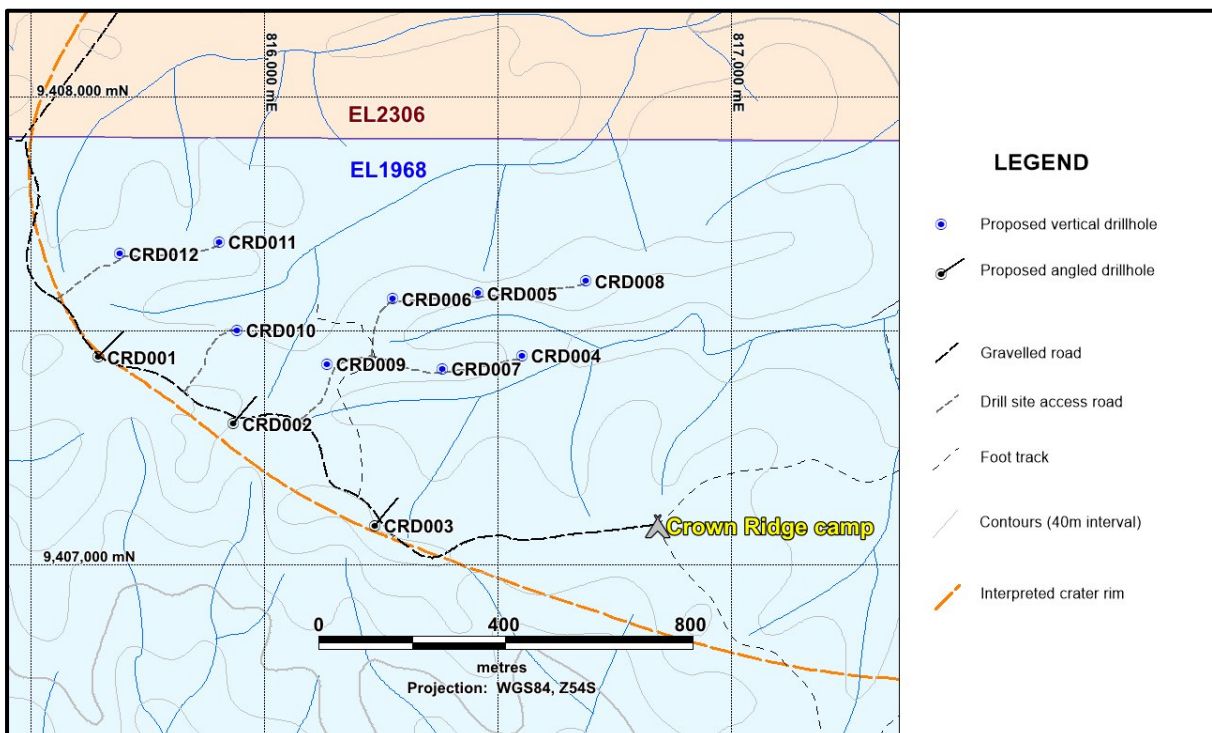 816,000 mE
817,000 mE
9,408,000 mN
EL2306
EL1968
CRD011
CRD012
CRD005
CRD008
CRD006
CRD010
CRD001
CRD009
CRD007
CRD004
CRD002
CRD003
Crown Ridge camp
9,407,000 mN
0 400 800
metres
Projection: WGS84, Z54S
LEGEND
Proposed vertical drillhole
Proposed angled drillhole
Gravelled road
Drill site access road
Foot track
Contours (40m interval)
Interpreted crater rim